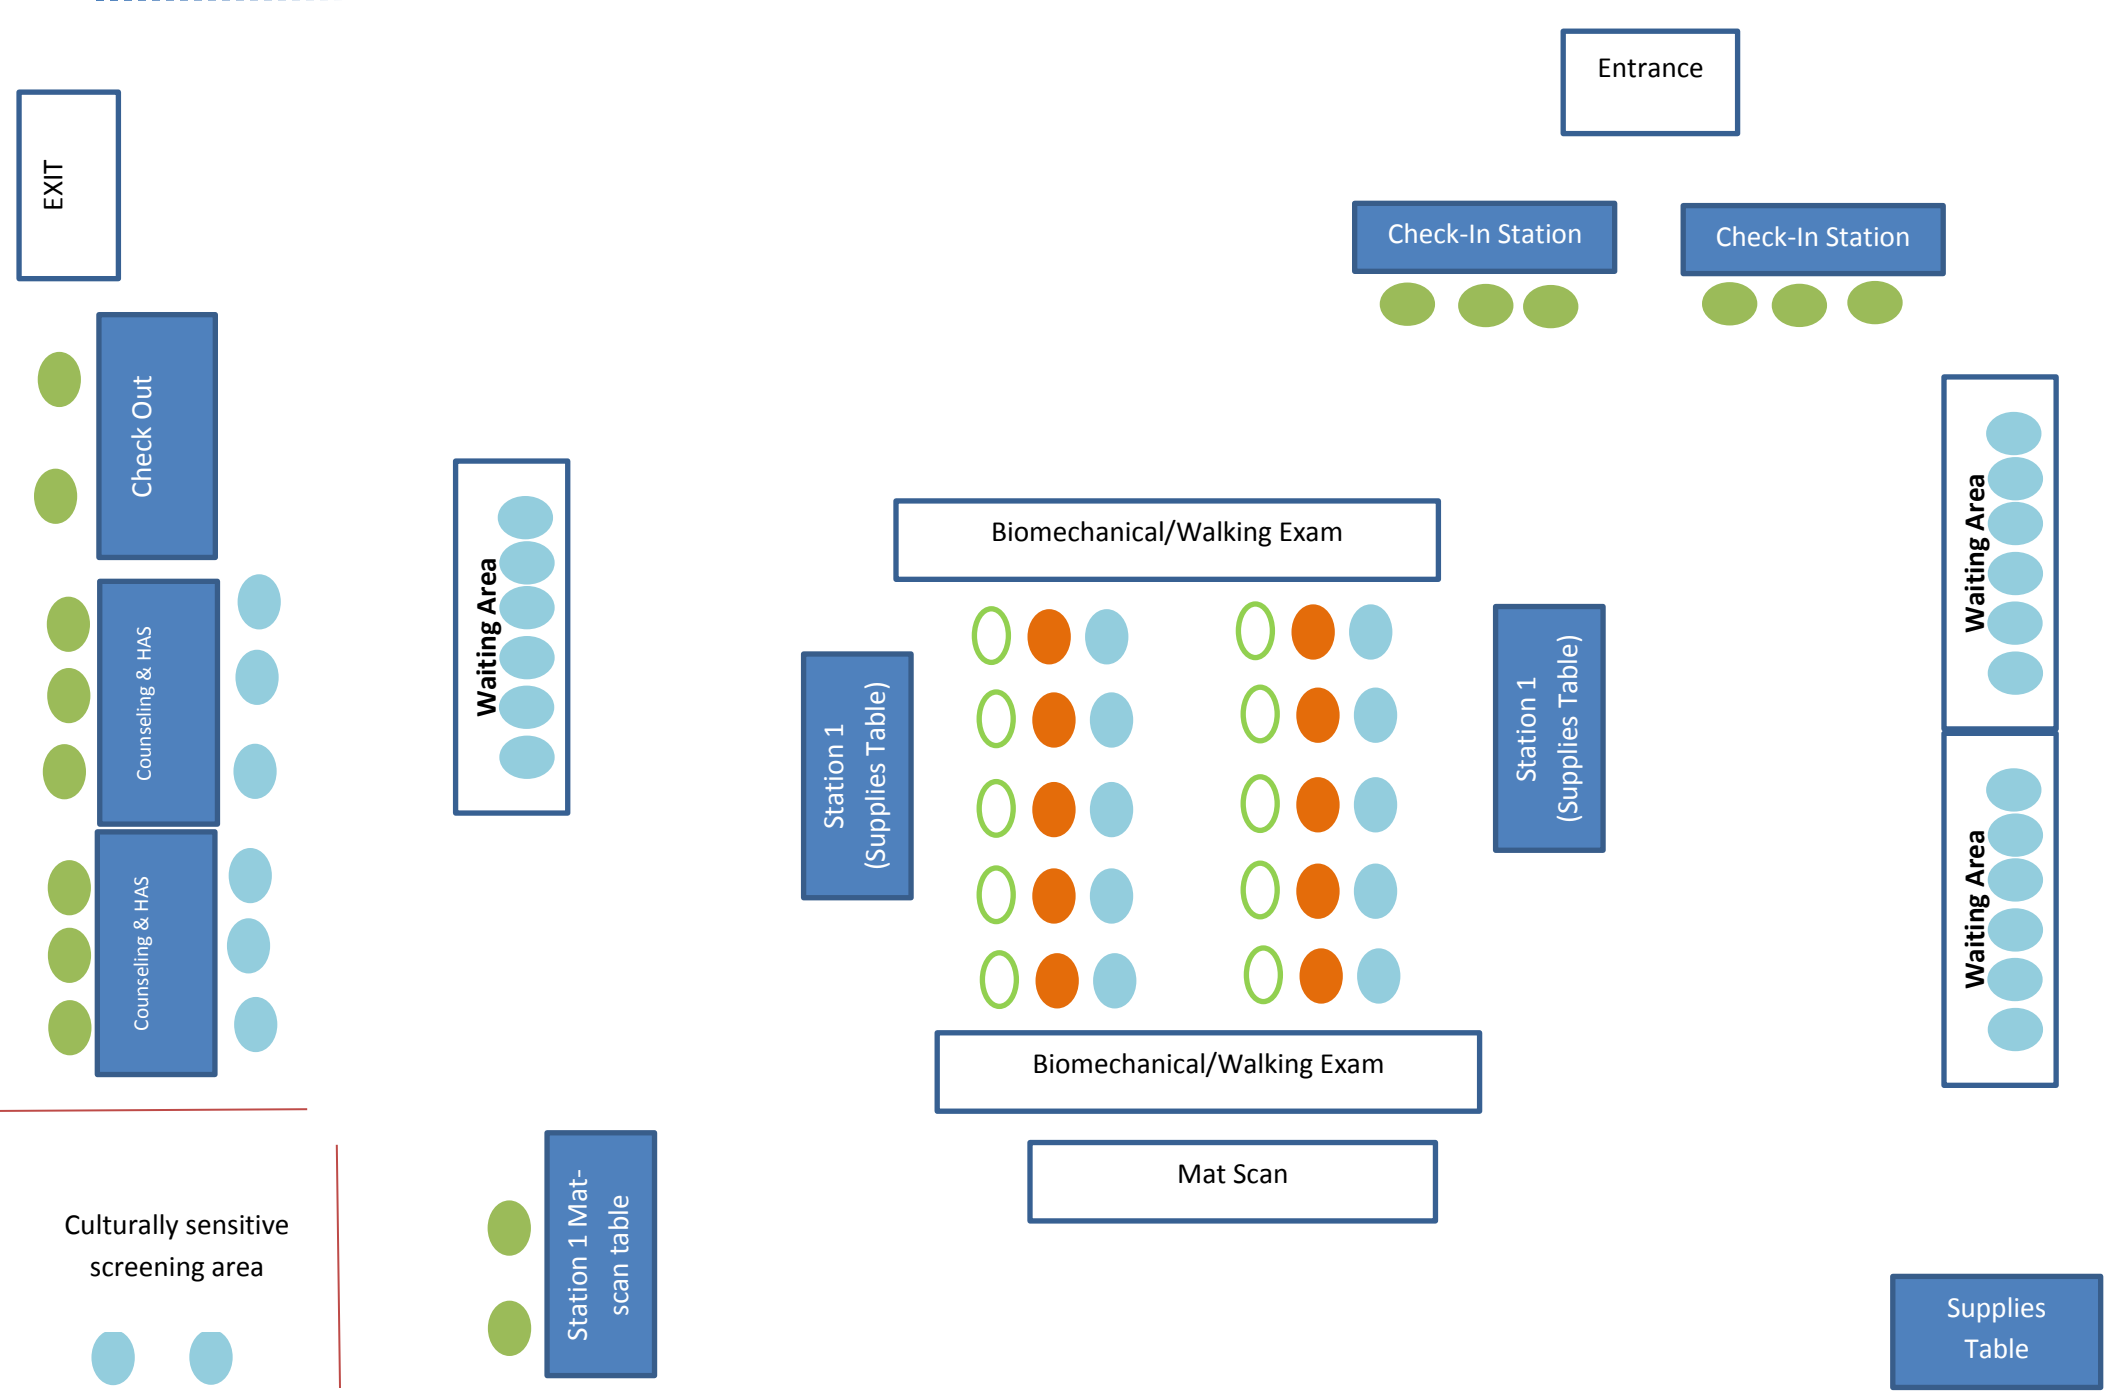 Entrance
EXIT
Check-In Station
Check-In Station
Check Out
Waiting Area
Waiting Area
Biomechanical/Walking Exam
Counseling & HAS
Station 1
(Supplies Table)
Station 1
(Supplies Table)
Counseling & HAS
Waiting Area
Biomechanical/Walking Exam
Mat Scan
Station 1 Mat-
scan table
Culturally sensitive
screening area
Supplies
Table